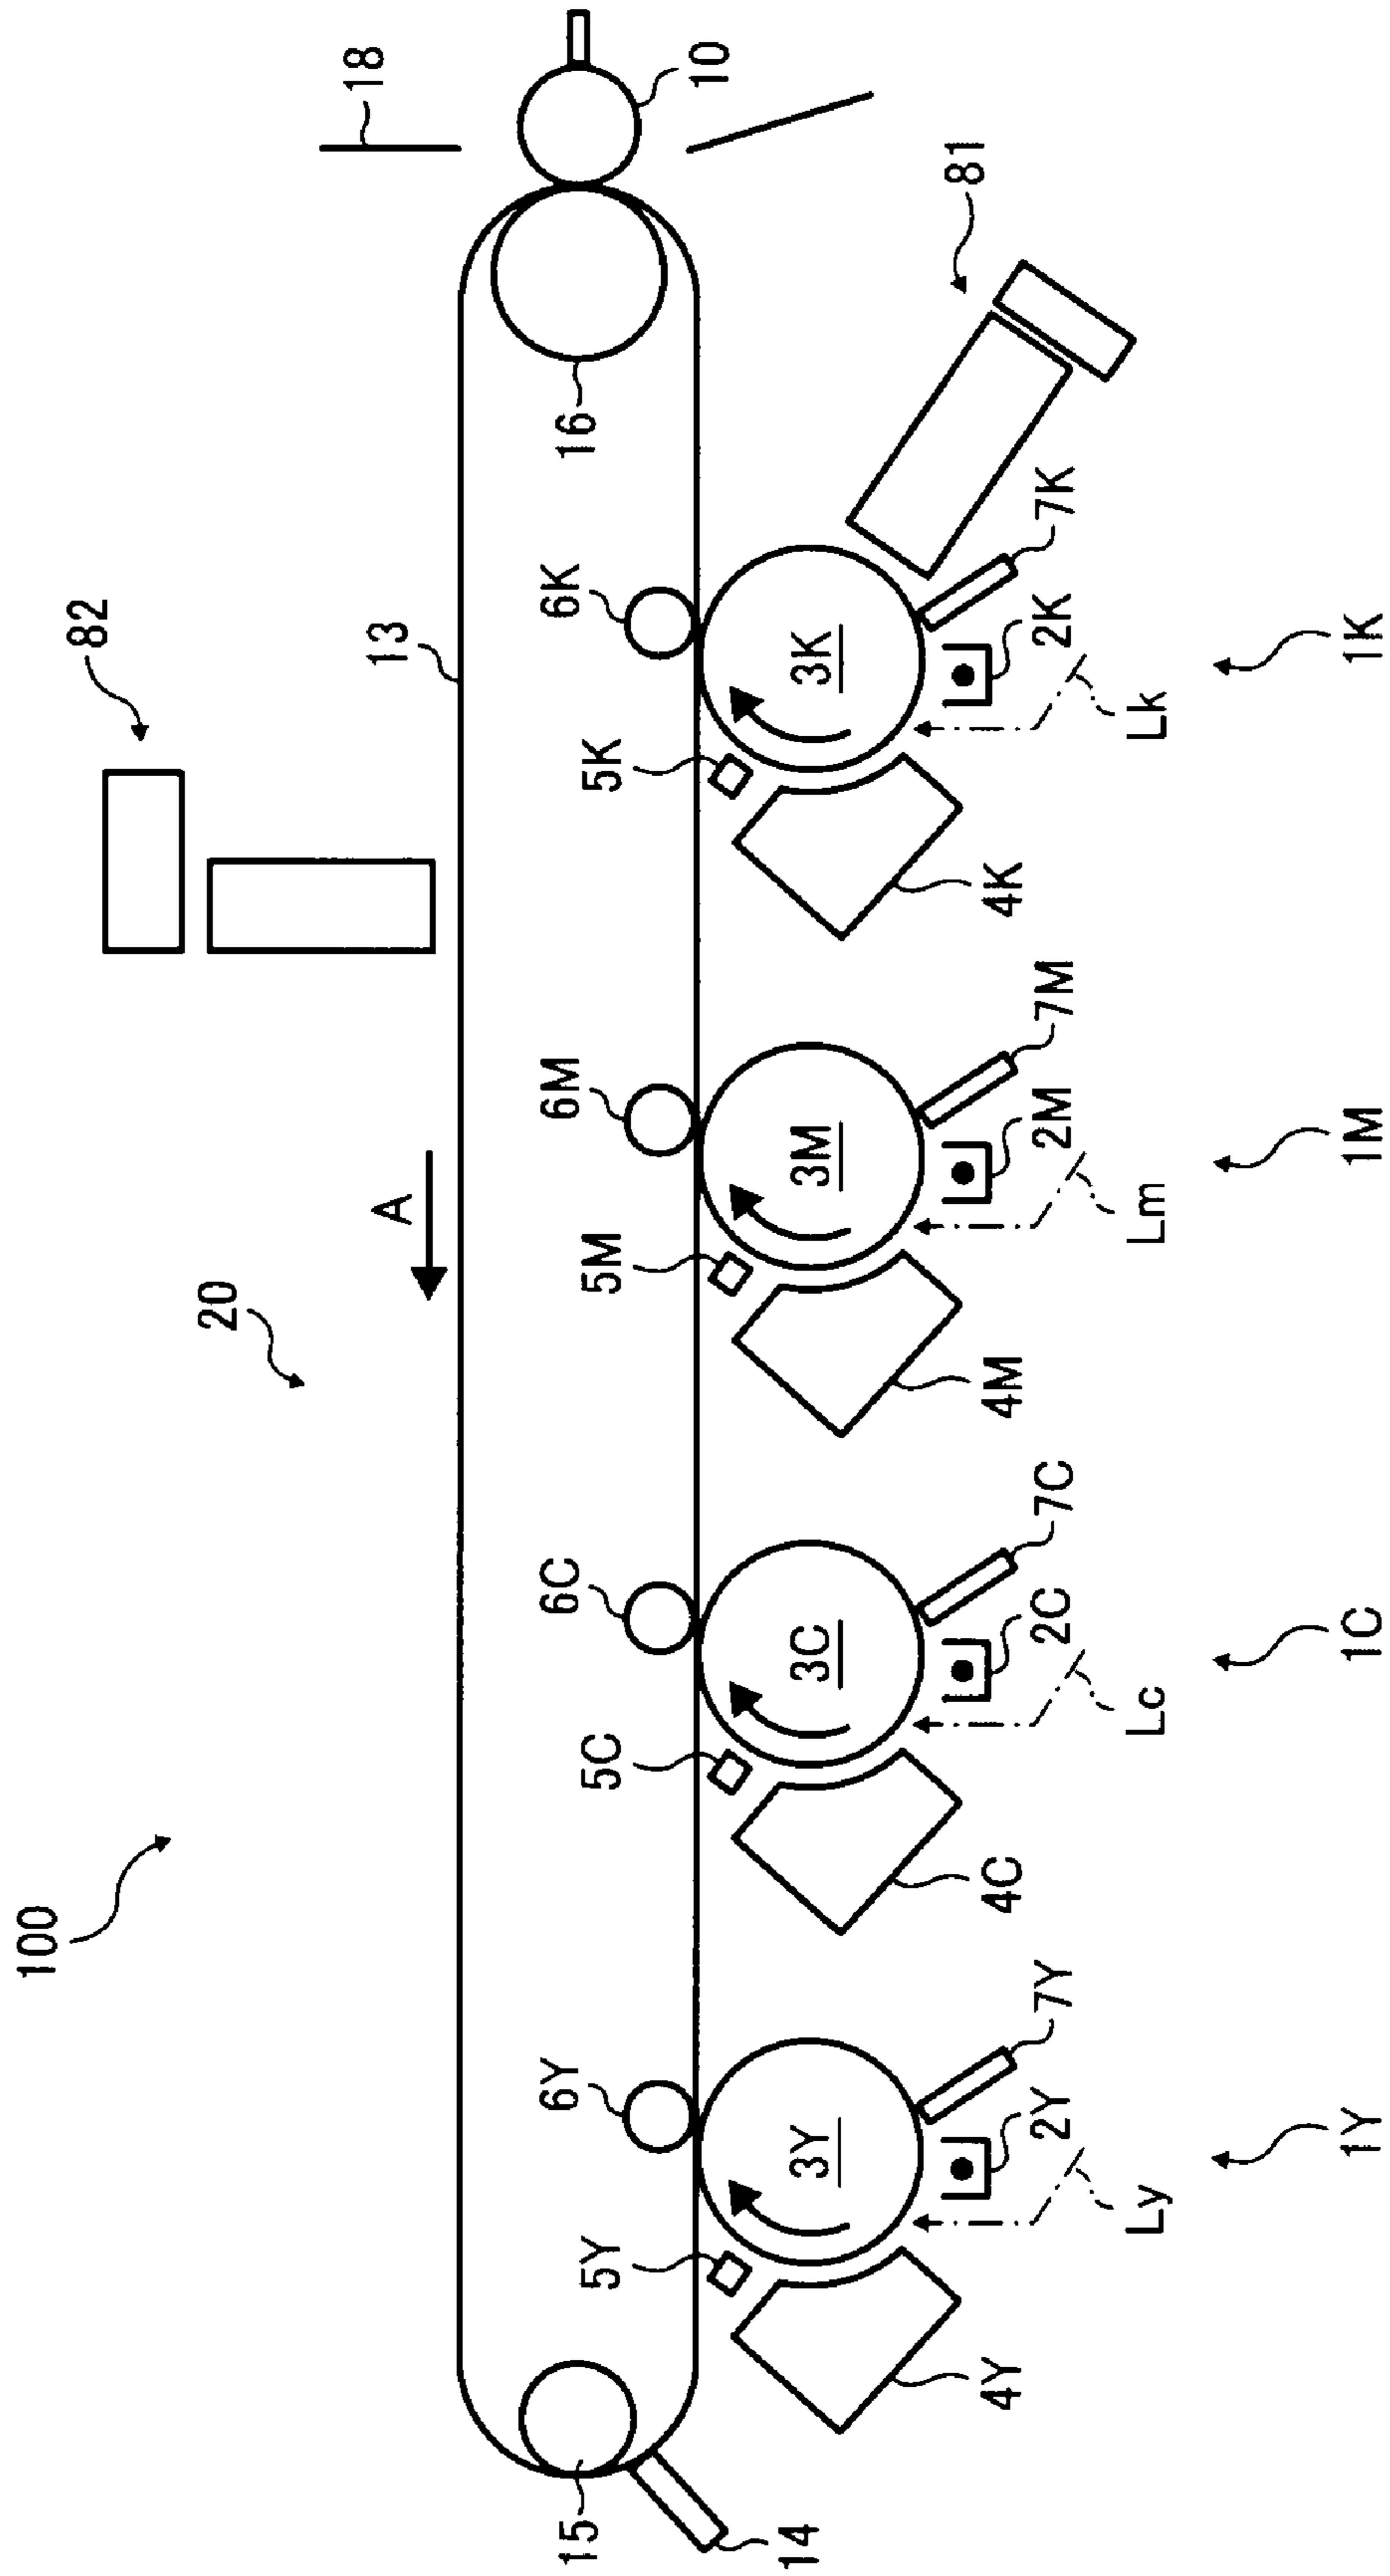 100
82
20
18
13
A
6Y 6C 6M 6K
15 16
5Y 5C 5M 5K
10
14
3Y 3C 3M 3K
81
4Y 4C 4M 4K
2Y 7Y 2C 7C 2M 7M 2K 7K
Ly Lc Lm Lk
1Y 1C 1M 1K